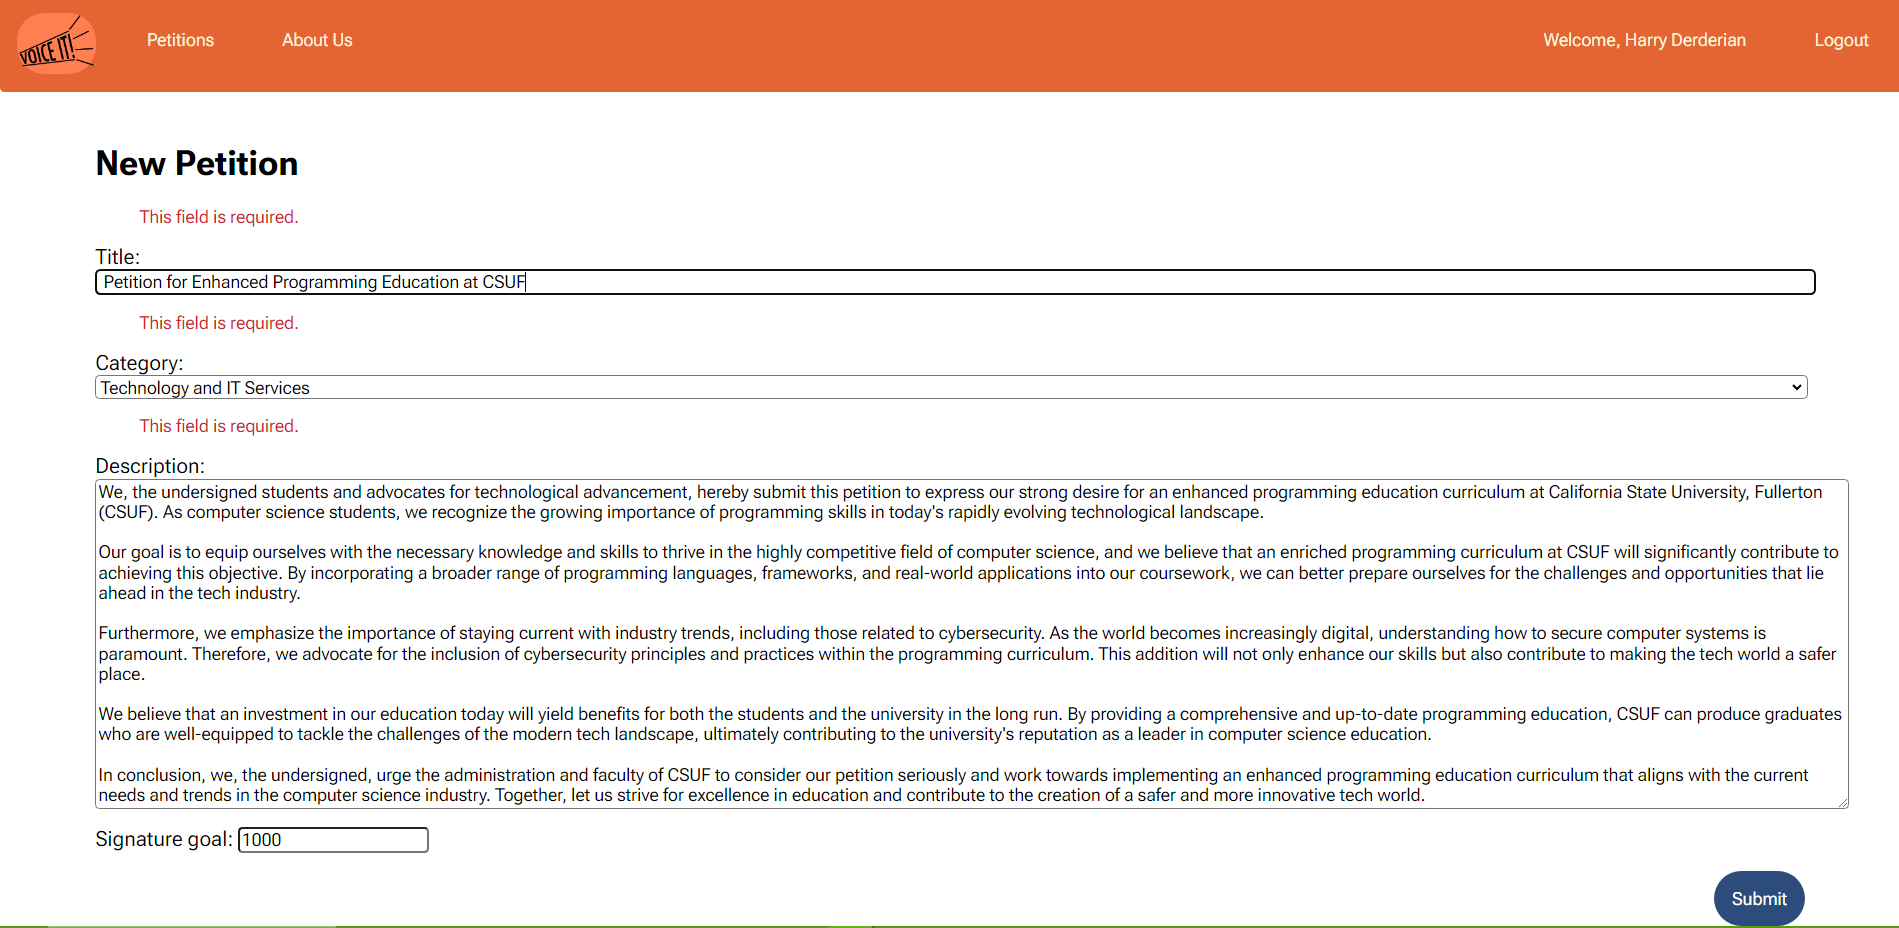 VOICE IT!
Petitions
About Us
Welcome, Harry Derderian
Logout
New Petition
This field is required.
Title:
Petition for Enhanced Programming Education at CSUF
This field is required.
Category:
Technology and IT Services
This field is required.
Description:
We, the undersigned students and advocates for technological advancement, hereby submit this petition to express our strong desire for an enhanced programming education curriculum at California State University, Fullerton
(CSUF). As computer science students, we recognize the growing importance of programming skills in today's rapidly evolving technological landscape.
Our goal is to equip ourselves with the necessary knowledge and skills to thrive in the highly competitive field of computer science, and we believe that an enriched programming curriculum at CSUF will significantly contribute to
achieving this objective. By incorporating a broader range of programming languages, frameworks, and real-world applications into our coursework, we can better prepare ourselves for the challenges and opportunities that lie
ahead in the tech industry.
Furthermore, we emphasize the importance of staying current with industry trends, including those related to cybersecurity. As the world becomes increasingly digital, understanding how to secure computer systems is
paramount. Therefore, we advocate for the inclusion of cybersecurity principles and practices within the programming curriculum. This addition will not only enhance our skills but also contribute to making the tech world a safer
place.
We believe that an investment in our education today will yield benefits for both the students and the university in the long run. By providing a comprehensive and up-to-date programming education, CSUF can produce graduates
who are well-equipped to tackle the challenges of the modern tech landscape, ultimately contributing to the university's reputation as a leader in computer science education.
In conclusion, we, the undersigned, urge the administration and faculty of CSUF to consider our petition seriously and work towards implementing an enhanced programming education curriculum that aligns with the current
needs and trends in the computer science industry. Together, let us strive for excellence in education and contribute to the creation of a safer and more innovative tech world.
Signature goal: 1000
Submit